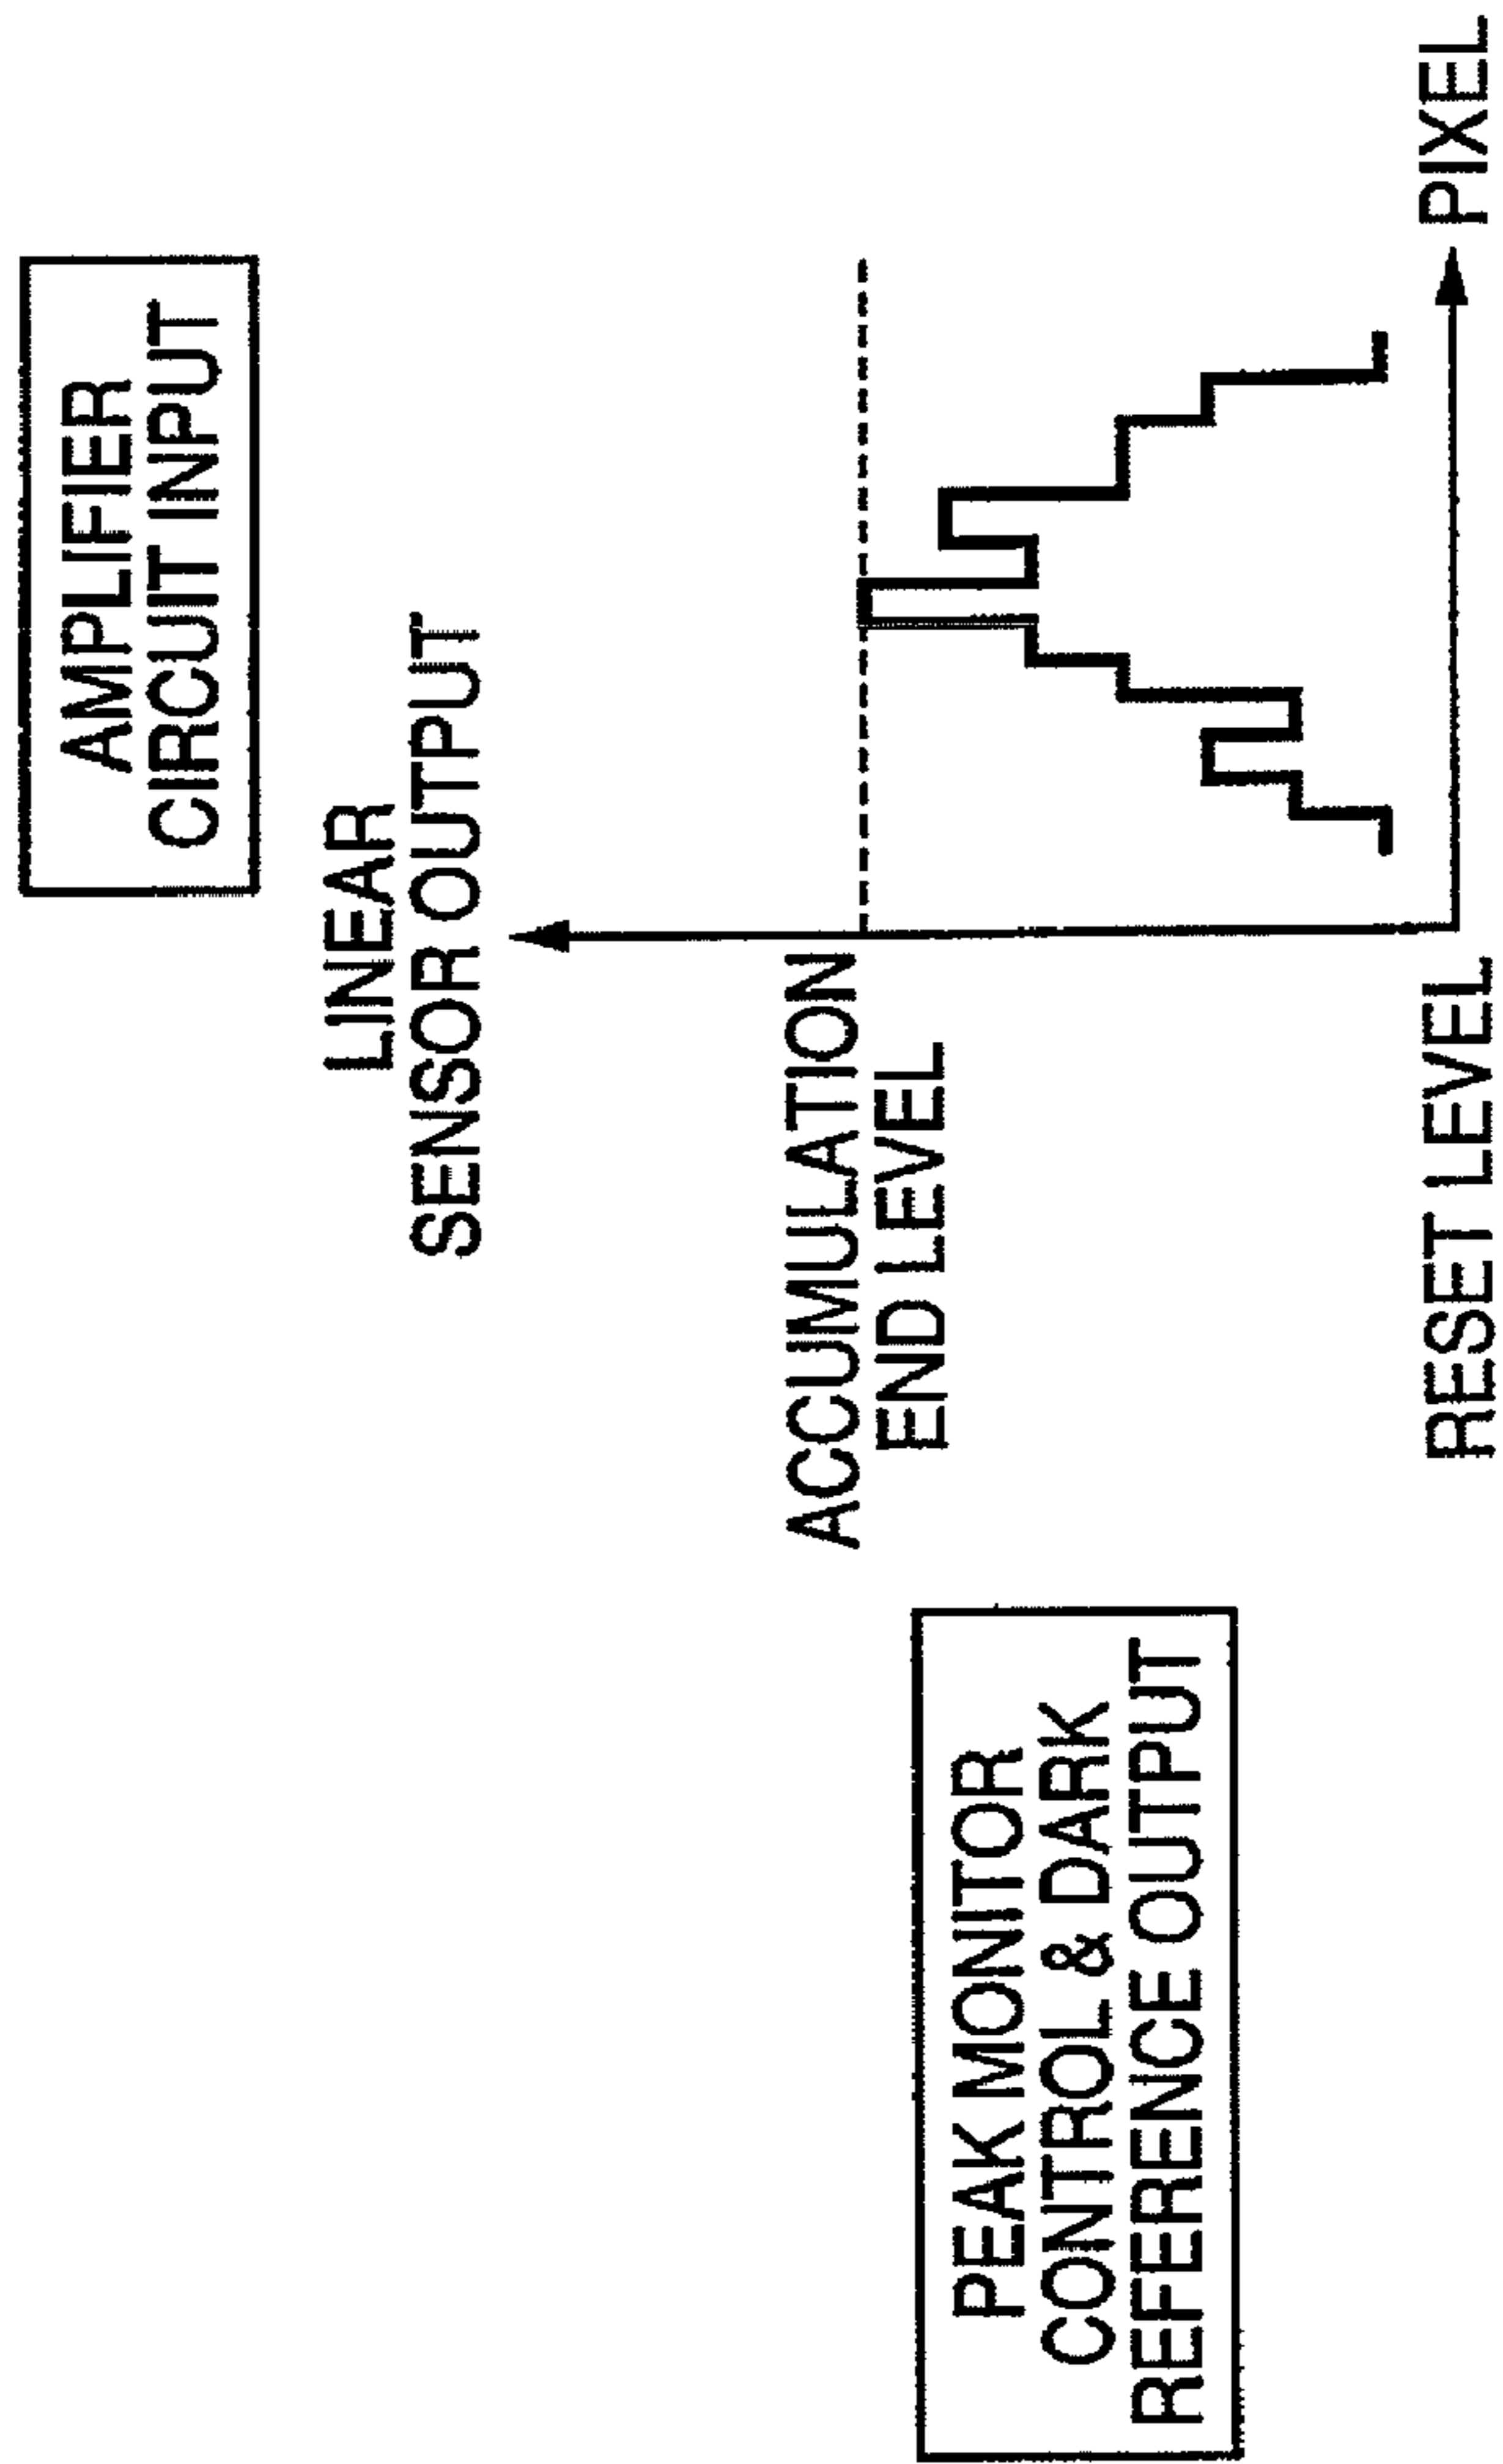 AMPLIFIER
CIRCUIT INPUT
LINEAR
SENSOR OUTPUT
ACCUMULATION
END LEVEL
PEAK MONITOR
CONTROL & DARK
REFERENCE OUTPUT
RESET LEVEL
PIXEL